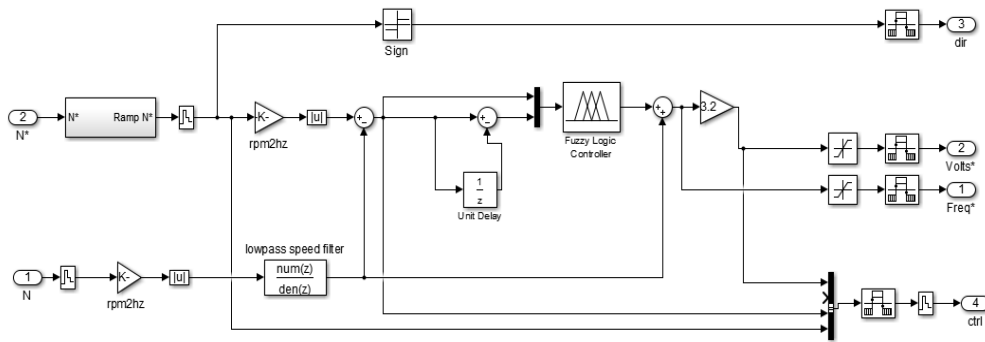 Sign
3
dir
2
N*
N* Ramp N*
K-
rpm2hz
|u|
+
−
+
−
Fuzzy Logic
Controller
+
+
3.2
1
z
Unit Delay
2
Volts*
1
Freq*
lowpass speed filter
1
N
K-
rpm2hz
|u|
num(z)
den(z)
4
ctrl